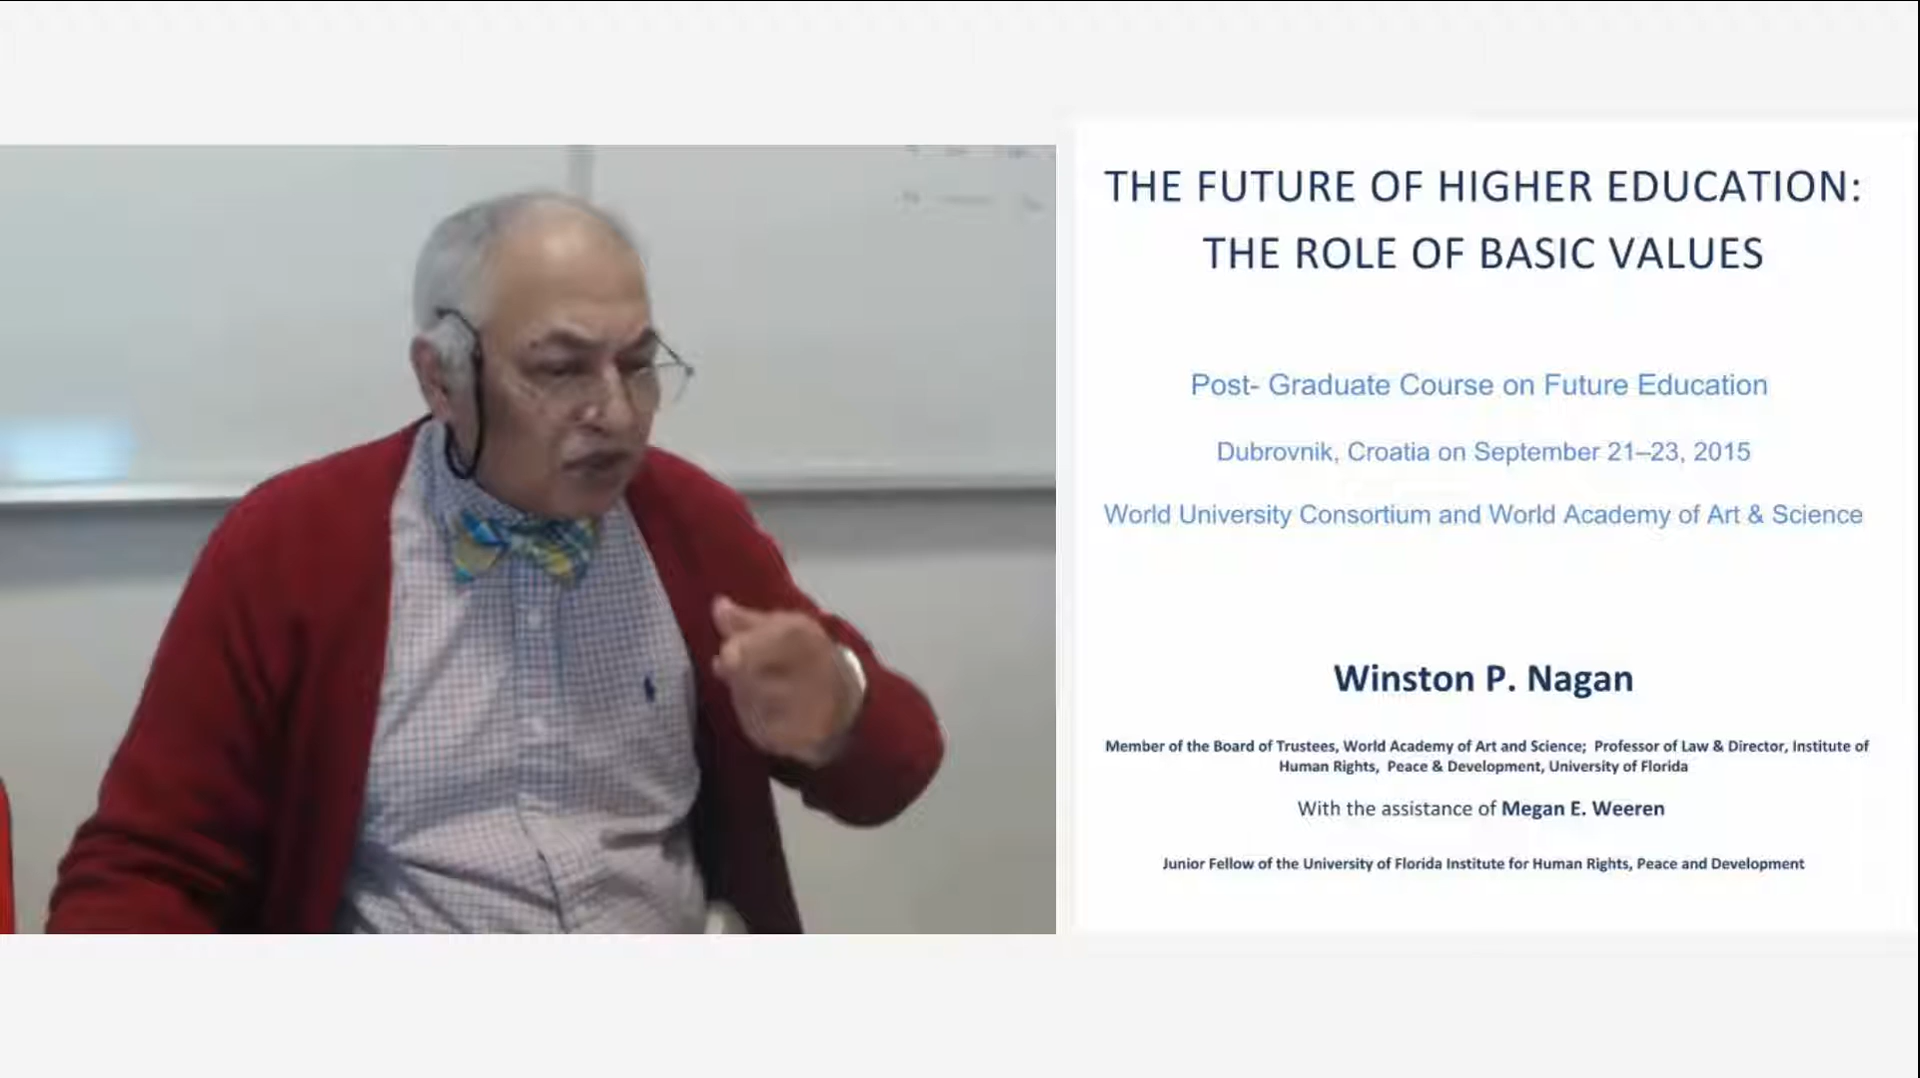 THE FUTURE OF HIGHER EDUCATION:
THE ROLE OF BASIC VALUES
Post- Graduate Course on Future Education
Dubrovnik, Croatia on September 21–23, 2015
World University Consortium and World Academy of Art & Science
Winston P. Nagan
Member of the Board of Trustees, World Academy of Art and Science;  Professor of Law & Director, Institute of
Human Rights,  Peace & Development, University of Florida
With the assistance of Megan E. Weeren
Junior Fellow of the University of Florida Institute for Human Rights, Peace and Development